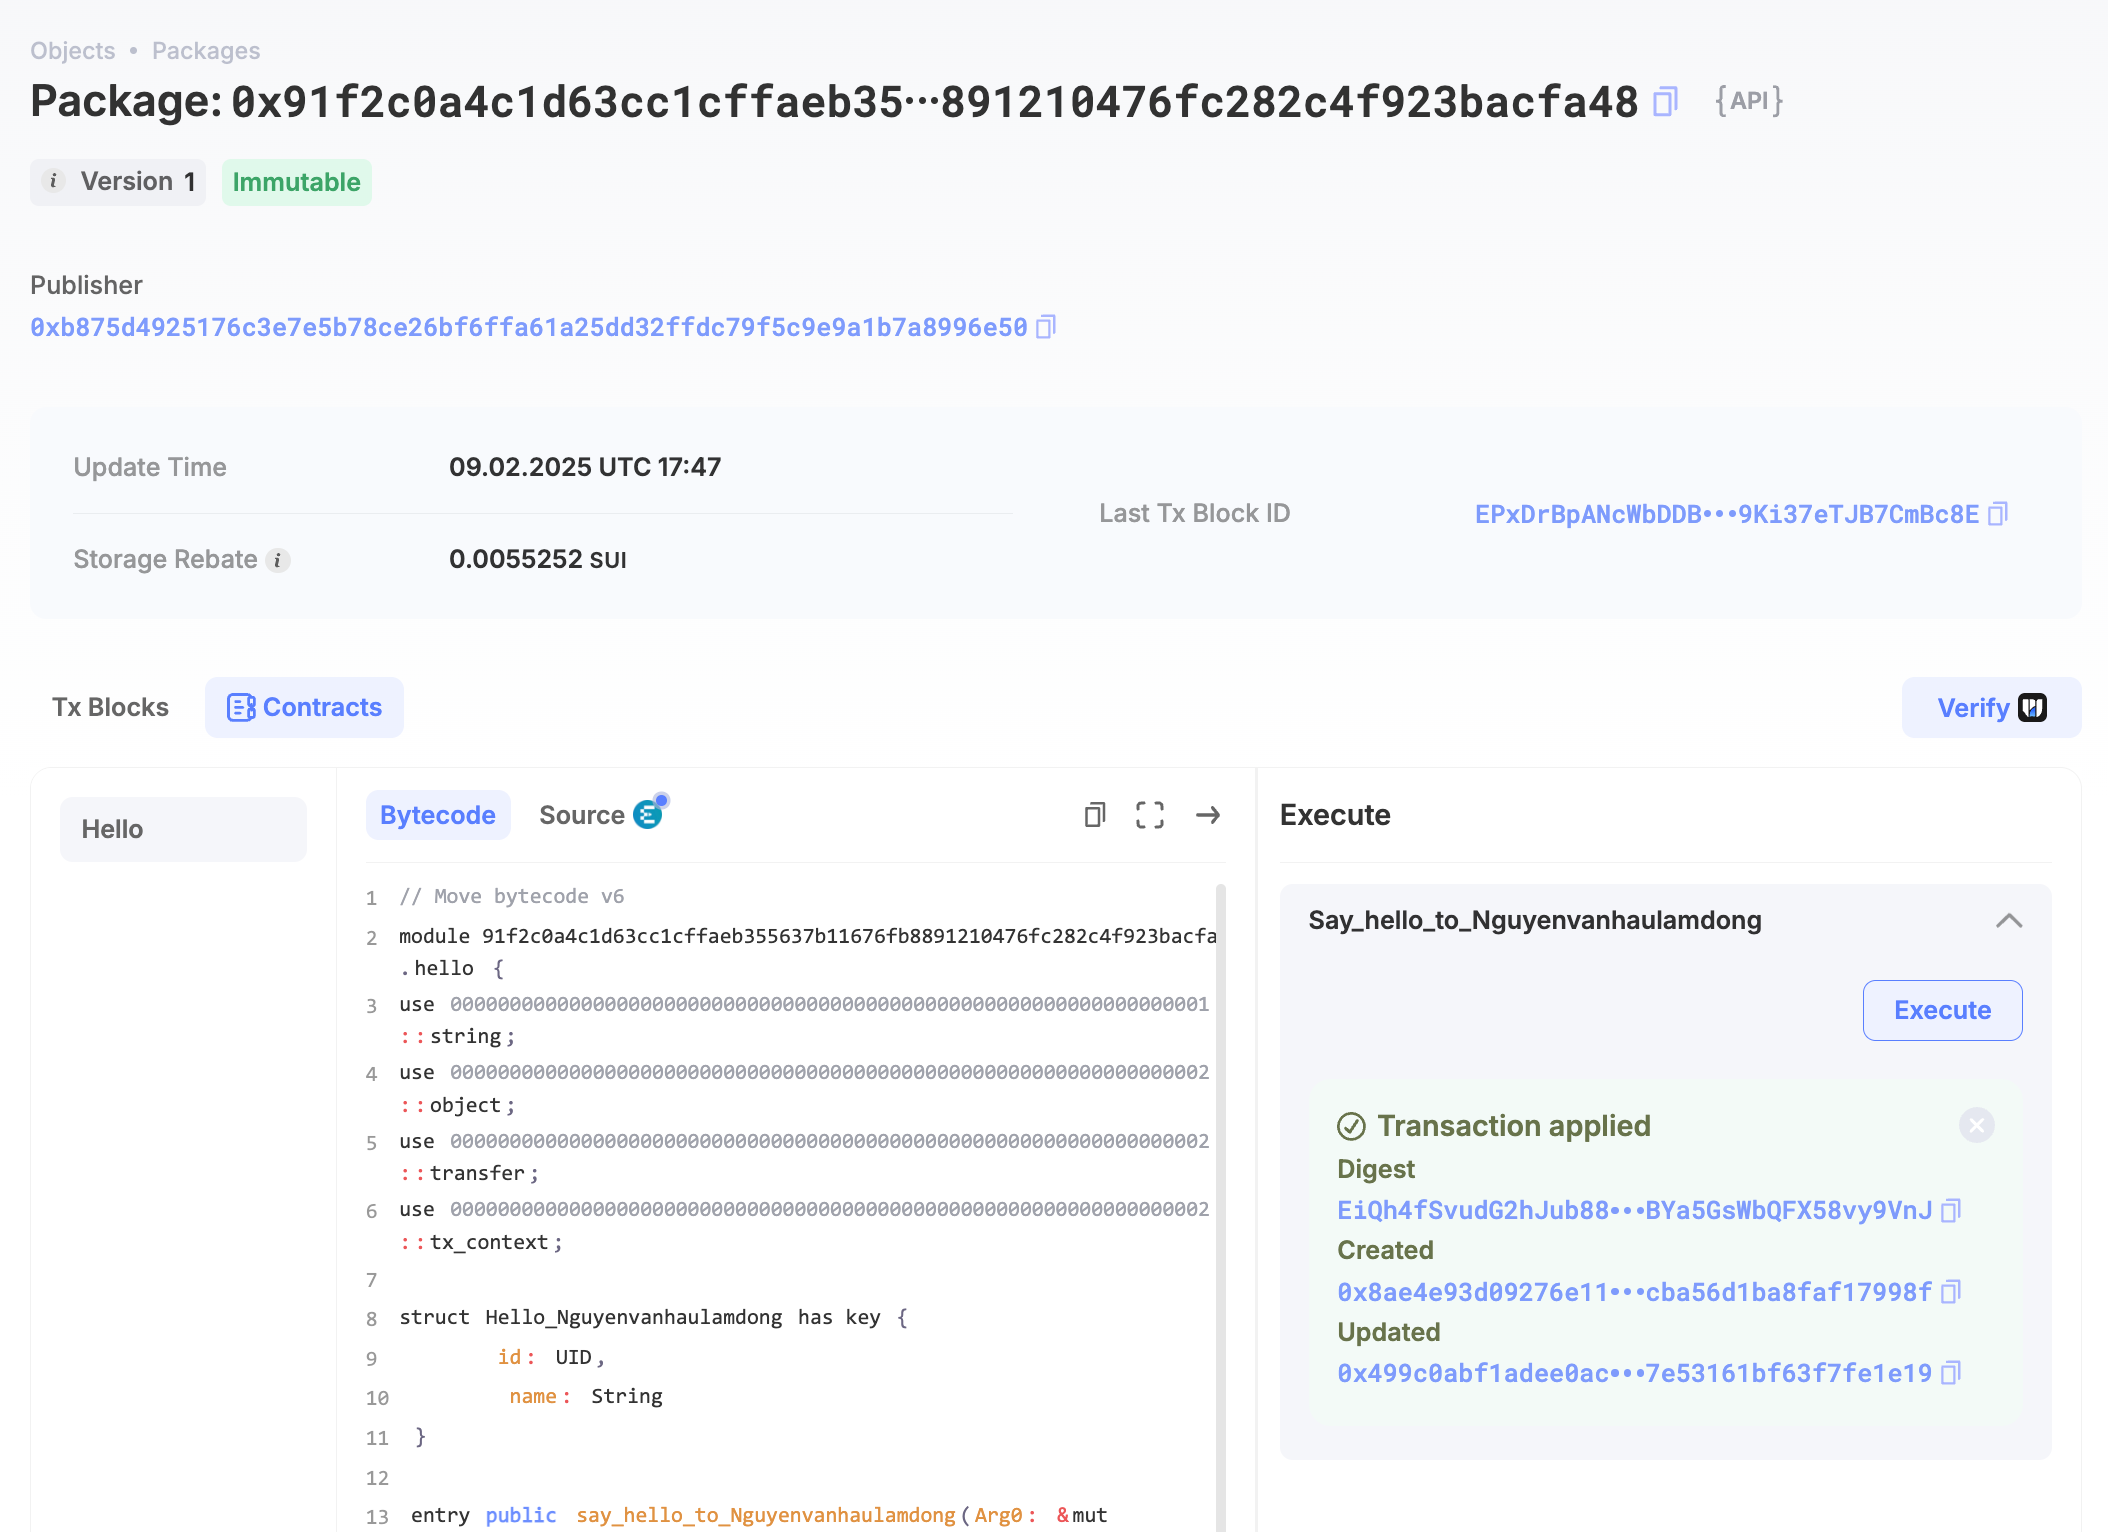 Objects • Packages
Package: 0x91f2c0a4c1d63cc1cffaeb35···891210476fc282c4f923bacfa48 {API}
i Version 1 Immutable
Publisher
0xb875d4925176c3e7e5b78ce26bf6ffa61a25dd32ffdc79f5c9e9a1b7a8996e50
Update Time 09.02.2025 UTC 17:47
Storage Rebate i 0.0055252 SUI
Last Tx Block ID EPxDrBpANcWbDDB•••9Ki37eTJB7CmBc8E
Tx Blocks Contracts Verify
Hello
Bytecode Source
1 // Move bytecode v6
2 module 91f2c0a4c1d63cc1cffaeb355637b11676fb8891210476fc282c4f923bacfa
.hello {
3 use 0000000000000000000000000000000000000000000000000000000000000001
::string;
4 use 0000000000000000000000000000000000000000000000000000000000000002
::object;
5 use 0000000000000000000000000000000000000000000000000000000000000002
::transfer;
6 use 0000000000000000000000000000000000000000000000000000000000000002
::tx_context;
7
8 struct Hello_Nguyenvanhaulamdong has key {
9 id: UID,
10 name: String
11 }
12
13 entry public say_hello_to_Nguyenvanhaulamdong(Arg0: &mut
Execute
Say_hello_to_Nguyenvanhaulamdong
Execute
Transaction applied
Digest
EiQh4fSvudG2hJub88•••BYa5GsWbQFX58vy9VnJ
Created
0x8ae4e93d09276e11•••cba56d1ba8faf17998f
Updated
0x499c0abf1adee0ac•••7e53161bf63f7fe1e19